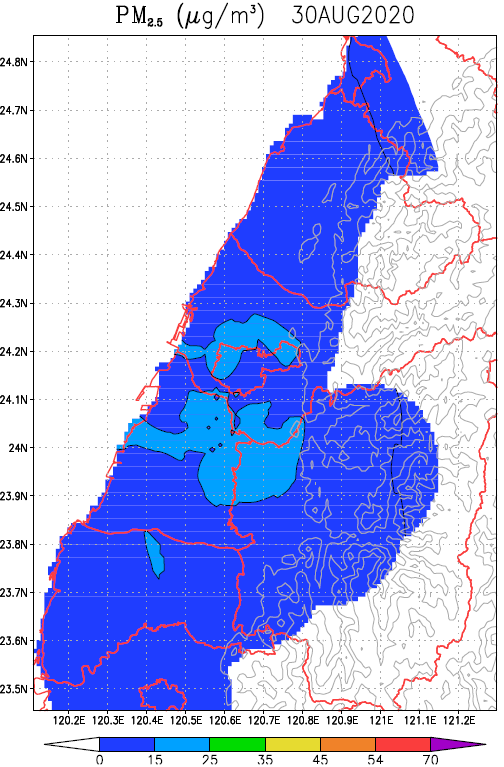 PM2.5 (μg/m³) 30AUG2020
24.8N
24.7N
24.6N
24.5N
24.4N
24.3N
24.2N
24.1N
24N
23.9N
23.8N
23.7N
23.6N
23.5N
120.2E 120.3E 120.4E 120.5E 120.6E 120.7E 120.8E 120.9E 121E 121.1E 121.2E
0 15 25 35 45 54 70